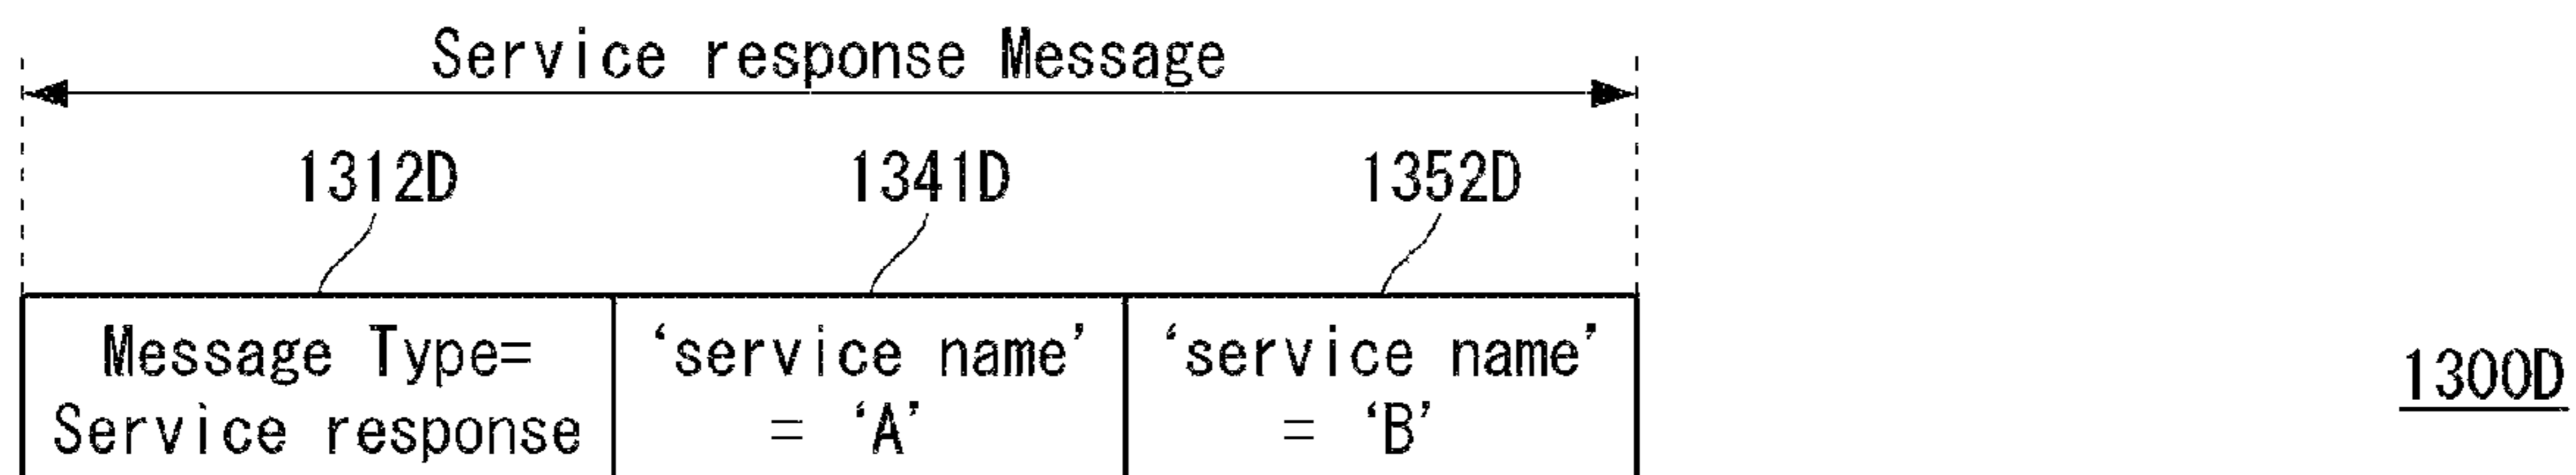 Service response Message
1312D 1341D 1352D
Message Type= ‘service name’ ‘service name’
Service response = ‘A’ = ‘B’
1300D